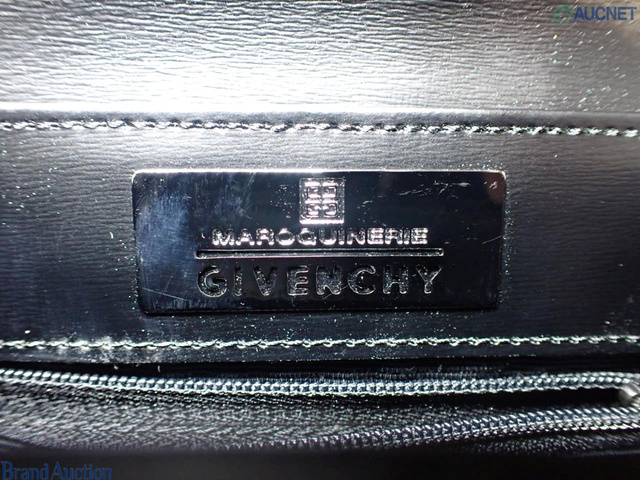 AUCNET
MAROQUINERIE
GIVENCHY
Brand Auction